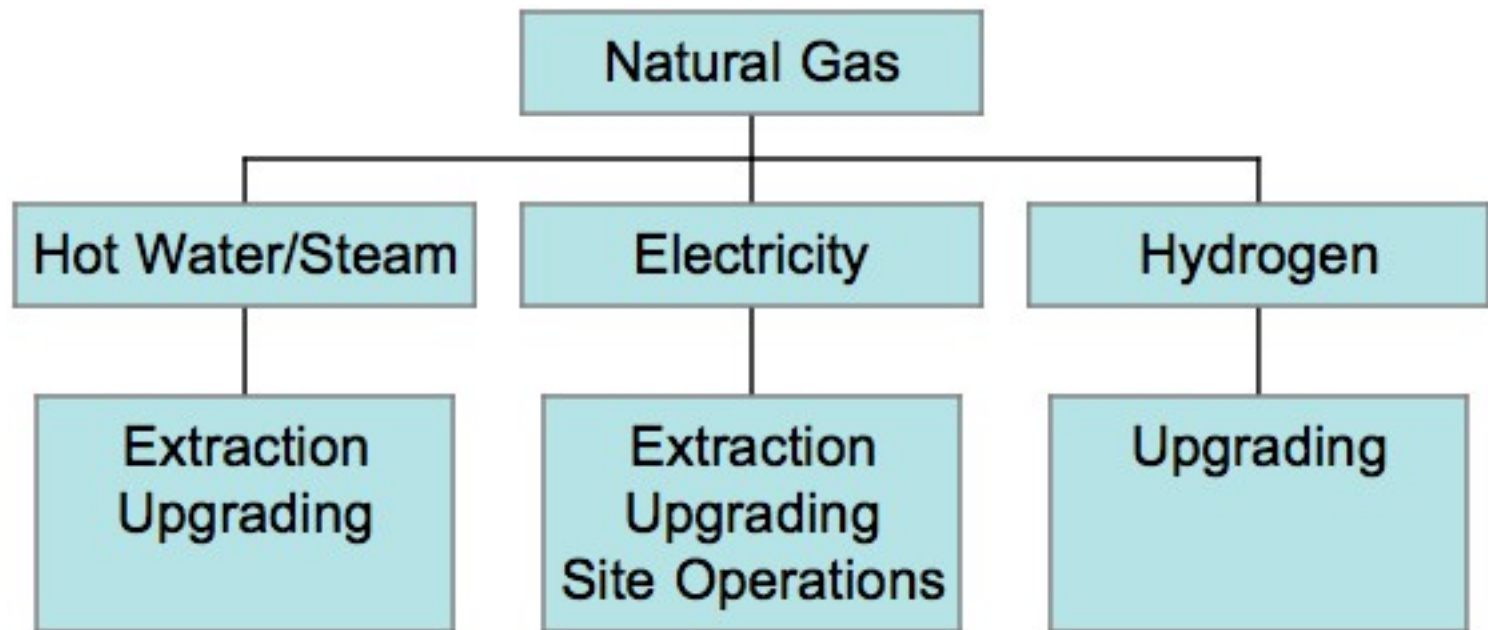 Natural Gas
Hot Water/Steam
Electricity
Hydrogen
Extraction
Upgrading
Extraction
Upgrading
Site Operations
Upgrading